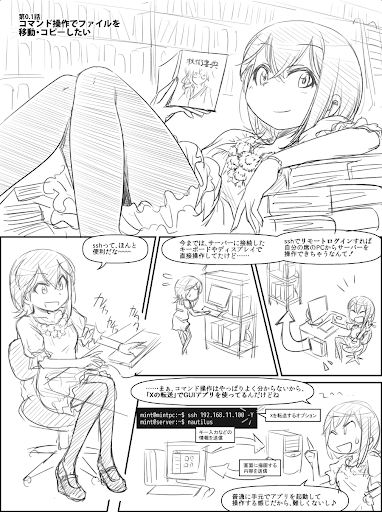 第0.1話
コマンド操作でファイルを
移動・コピーしたい
sshって、ほんと
便利だな~~~
今までは、サーバーに接続した
キーボードやディスプレイで
直接操作してたけど……
sshでリモートログインすれば
自分の席のPCからサーバーを
操作できちゃうなんて♪
……まぁ、コマンド操作はやっぱりよく分からないから、
「Xの転送」でGUIアプリを使ってるんだけどね
mint@mintpc:~$ ssh 192.168.11.100 -Y
mint@server:~$ nautilus
Xを転送するオプション
キー入力などの
情報を送信
画面に描画する
内容を送信
普通に手元でアプリを起動して
操作する感じだから、難しくないし♪